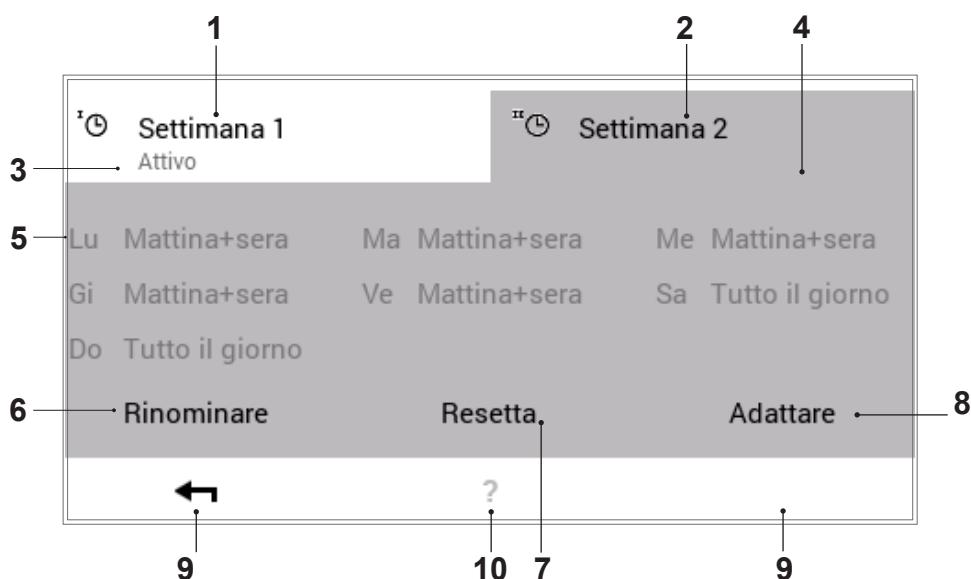 1 2 4
I Settimana 1 II Settimana 2
3 Attivo
5 Lu Mattina+sera Ma Mattina+sera Me Mattina+sera
Gi Mattina+sera Ve Mattina+sera Sa Tutto il giorno
Do Tutto il giorno
6 Rinominare Resetta Adattare 8
?
9 10 7 9